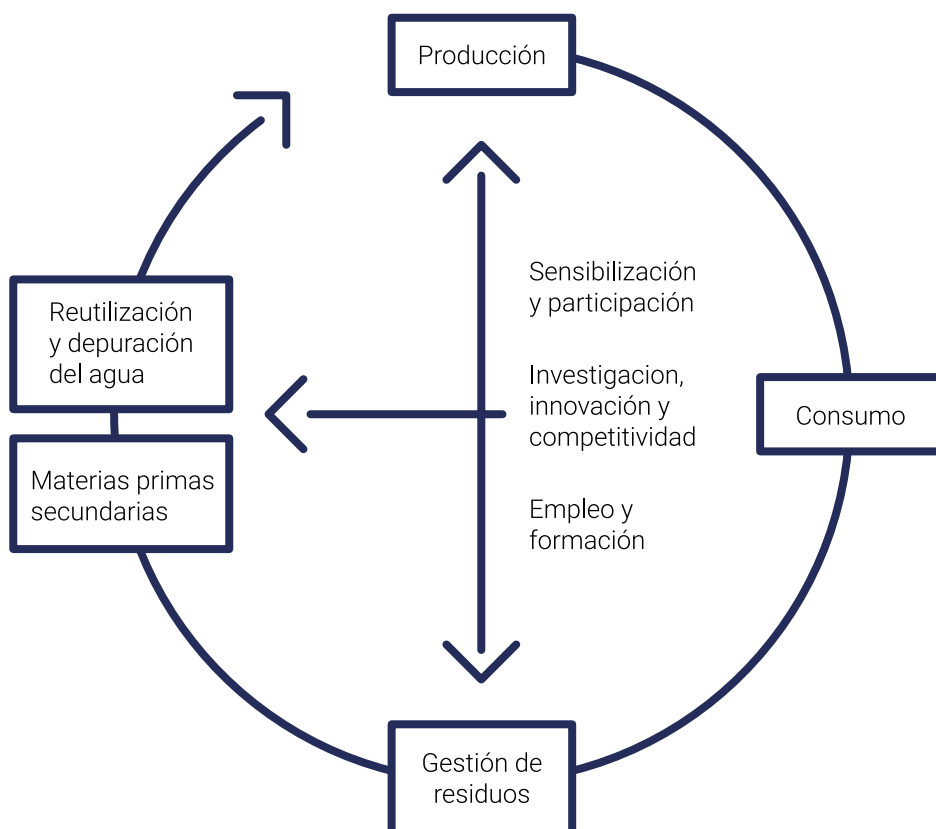 Producción
Sensibilización
y participación
Reutilización
y depuración
del agua
Investigacion,
innovación y
competitividad
Consumo
Materias primas
secundarias
Empleo y
formación
Gestión de
residuos